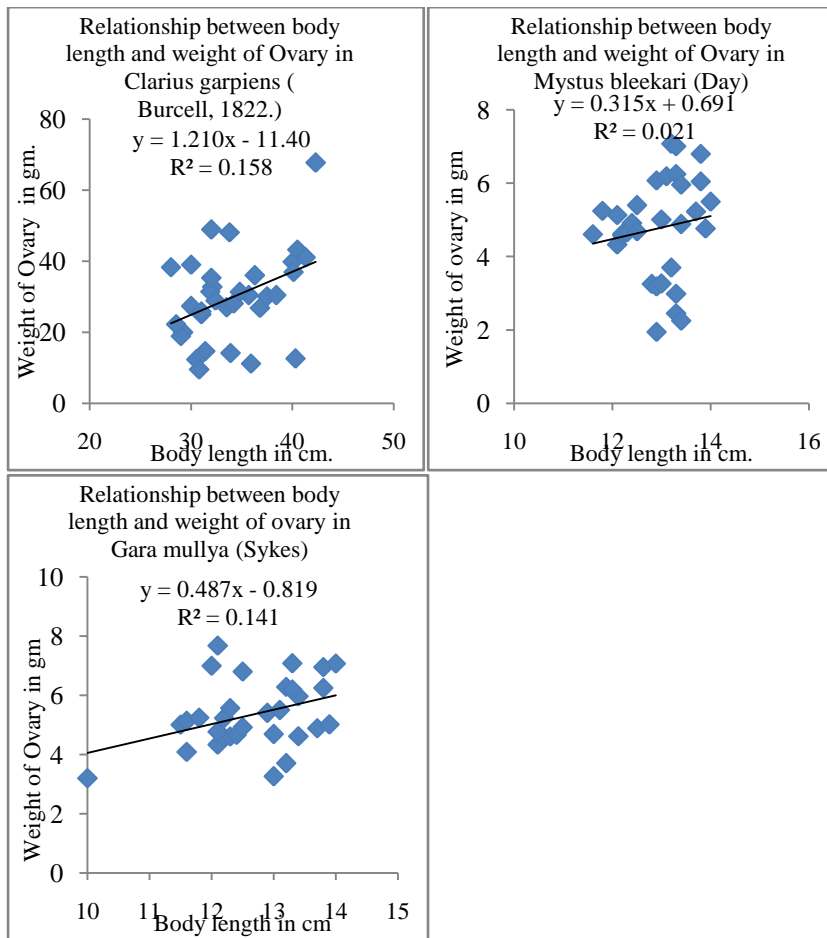 Relationship between body
length and weight of Ovary in
Clarius garpiens (
Burcell, 1822.)
y = 1.210x - 11.40
R² = 0.158
Weight of Ovary in gm.
80
60
40
20
0
20
30
40
50
Body length in cm.
Relationship between body
length and weight of Ovary in
Mystus bleekari (Day)
y = 0.315x + 0.691
R² = 0.021
Weight of ovary in gm
8
6
4
2
0
10
12
14
16
Body length in cm.
Relationship between body
length and weight of ovary in
Gara mullya (Sykes)
y = 0.487x - 0.819
R² = 0.141
Weight of Ovary in gm
10
8
6
4
2
0
10
11
12
13
14
15
Body length in cm